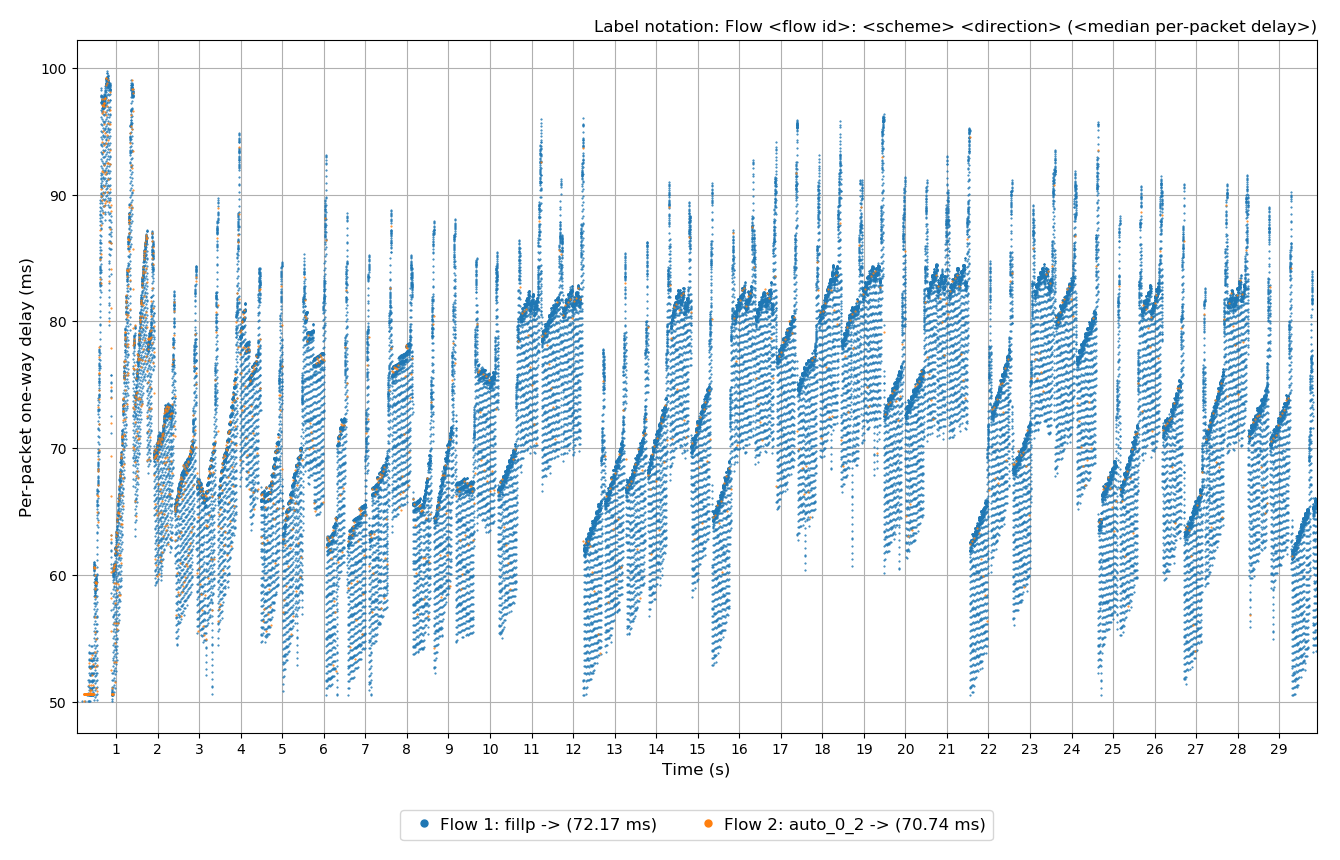 Label notation: Flow <flow id>: <scheme> <direction> (<median per-packet delay>)
Per-packet one-way delay (ms)
100
90
80
70
60
50
1 2 3 4 5 6 7 8 9 10 11 12 13 14 15 16 17 18 19 20 21 22 23 24 25 26 27 28 29
Time (s)
Flow 1: fillp -> (72.17 ms) Flow 2: auto_0_2 -> (70.74 ms)